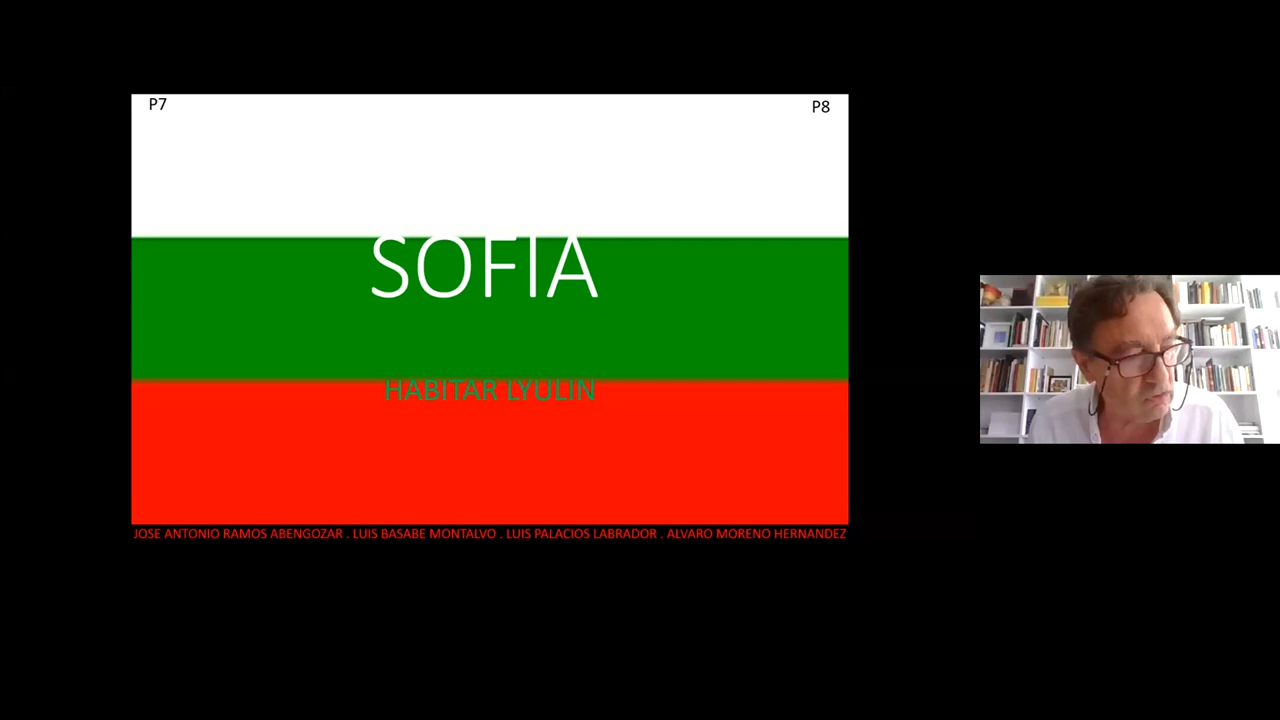 P7
P8
SOFIA
HABITAR LYULIN
JOSE ANTONIO RAMOS ABENGOZAR . LUIS BASABE MONTALVO . LUIS PALACIOS LABRADOR . ALVARO MORENO HERNANDEZ